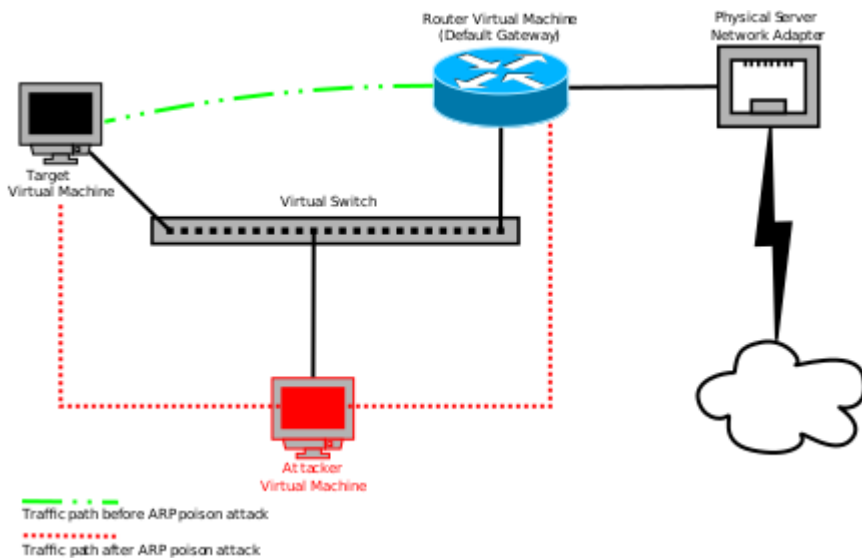 Router Virtual Machine
(Default Gateway)
Physical Server
Network Adapter
Target
Virtual Machine
Virtual Switch
Attacker
Virtual Machine
Traffic path before ARP poison attack
Traffic path after ARP poison attack